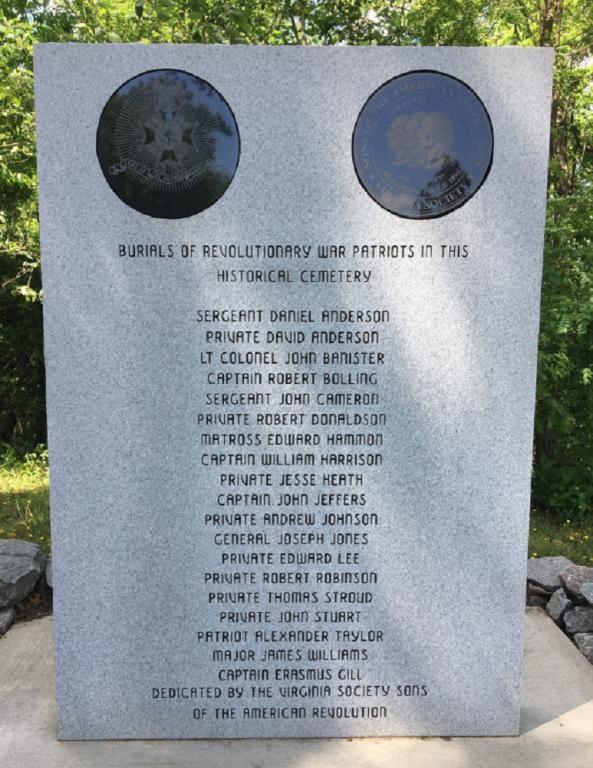 BURIALS OF REVOLUTIONARY WAR PATRIOTS IN THIS
HISTORICAL CEMETERY
SERGEANT DANIEL ANDERSON
PRIVATE DAVID ANDERSON
LT COLONEL JOHN BANISTER
CAPTAIN ROBERT BOLLING
SERGEANT JOHN CAMERON
PRIVATE ROBERT DONALDSON
MATROSS EDWARD HAMMON
CAPTAIN WILLIAM HARRISON
PRIVATE JESSE HEATH
CAPTAIN JOHN JEFFERS
PRIVATE ANDREW JOHNSON
GENERAL JOSEPH JONES
PRIVATE EDWARD LEE
PRIVATE ROBERT ROBINSON
PRIVATE THOMAS STROUD
PRIVATE JOHN STUART
PATRIOT ALEXANDER TAYLOR
MAJOR JAMES WILLIAMS
CAPTAIN ERASMUS GILL
DEDICATED BY THE VIRGINIA SOCIETY SONS
OF THE AMERICAN REVOLUTION